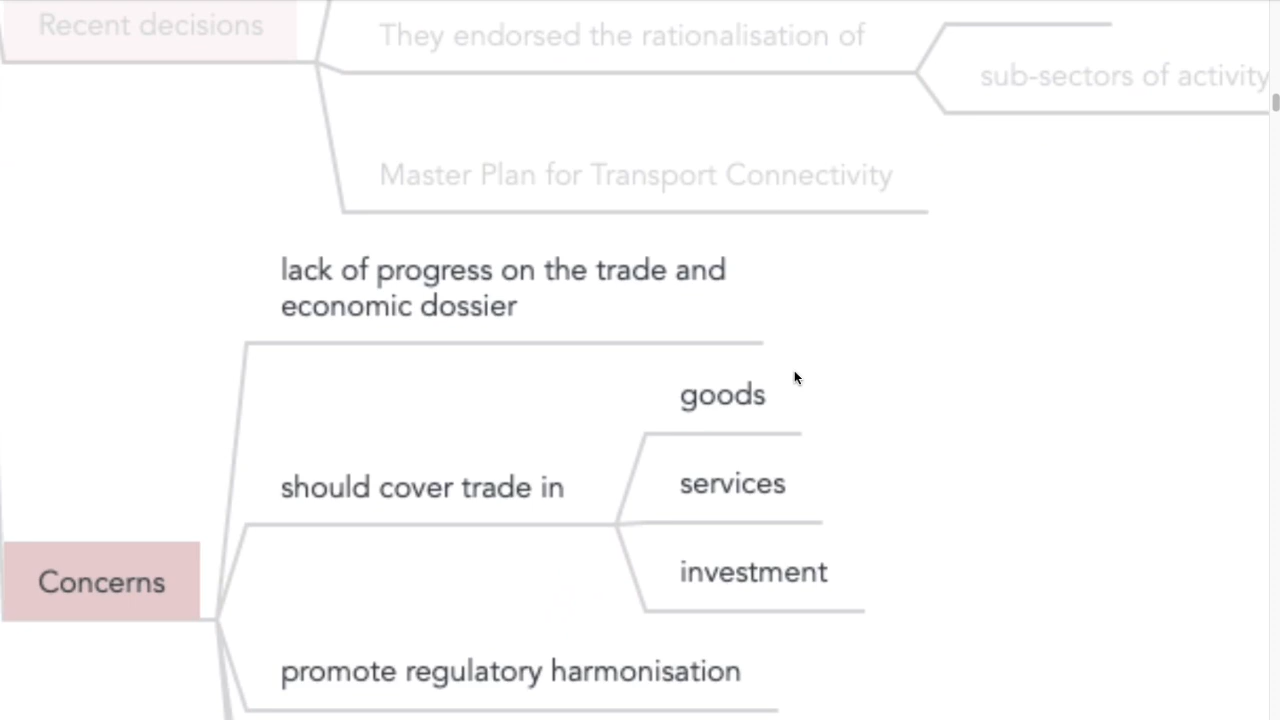 Recent decisions
They endorsed the rationalisation of
sub-sectors of activity
Master Plan for Transport Connectivity
lack of progress on the trade and
economic dossier
goods
should cover trade in
services
investment
Concerns
promote regulatory harmonisation